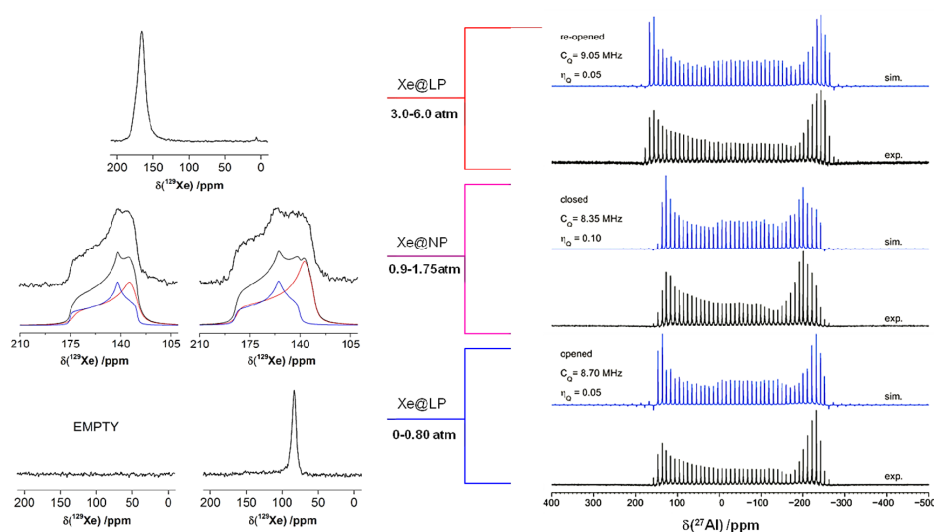 200 150 100 50 0
δ(¹²⁹Xe) /ppm
210 175 140 105
δ(¹²⁹Xe) /ppm
210 175 140 105
δ(¹²⁹Xe) /ppm
EMPTY
200 150 100 50 0
δ(¹²⁹Xe) /ppm
200 150 100 50 0
δ(¹²⁹Xe) /ppm
Xe@LP
3.0-6.0 atm
Xe@NP
0.9-1.75atm
Xe@LP
0-0.80 atm
re-opened
C_Q= 9.05 MHz
η_Q = 0.05
sim.
exp.
closed
C_Q= 8.35 MHz
η_Q = 0.10
sim.
exp.
opened
C_Q= 8.70 MHz
η_Q = 0.05
sim.
exp.
400 300 200 100 0 −100 −200 −300 −400 −500
δ(²⁷Al) /ppm